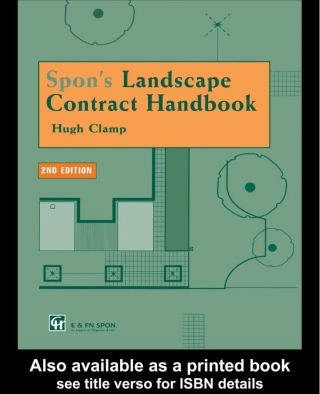 Spon's Landscape
Contract Handbook
Hugh Clamp
2ND EDITION
E & FN SPON
Also available as a printed book
see title verso for ISBN details